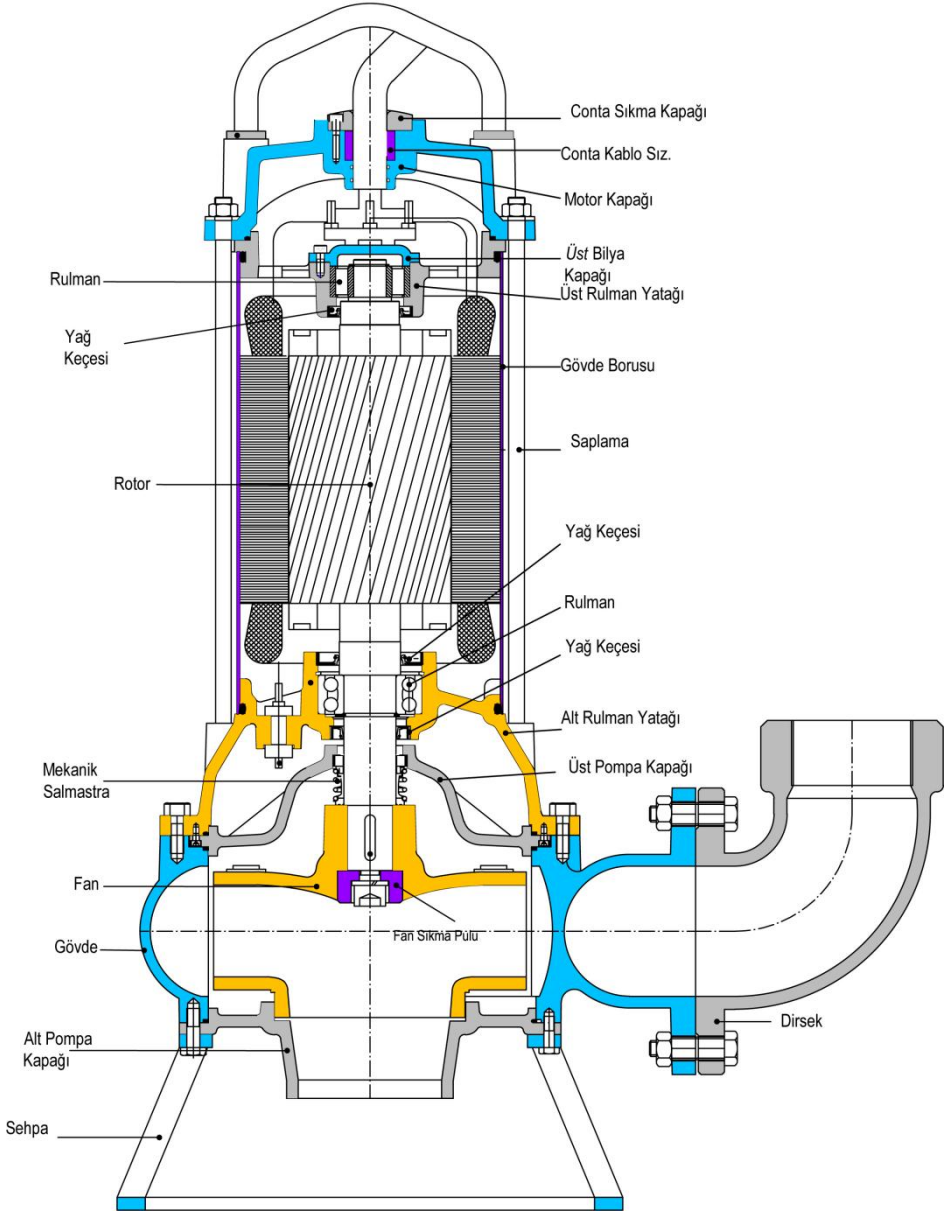 Conta Sıkma Kapağı
Conta Kablo Sız.
Motor Kapağı
Üst Bilya
Kapağı
Rulman
Üst Rulman Yatağı
Yağ
Keçesi
Gövde Borusu
Saplama
Rotor
Yağ Keçesi
Rulman
Yağ Keçesi
Alt Rulman Yatağı
Mekanik
Salmastra
Üst Pompa Kapağı
Fan
Fan Sıkma Pulu
Gövde
Dirsek
Alt Pompa
Kapağı
Sehpa